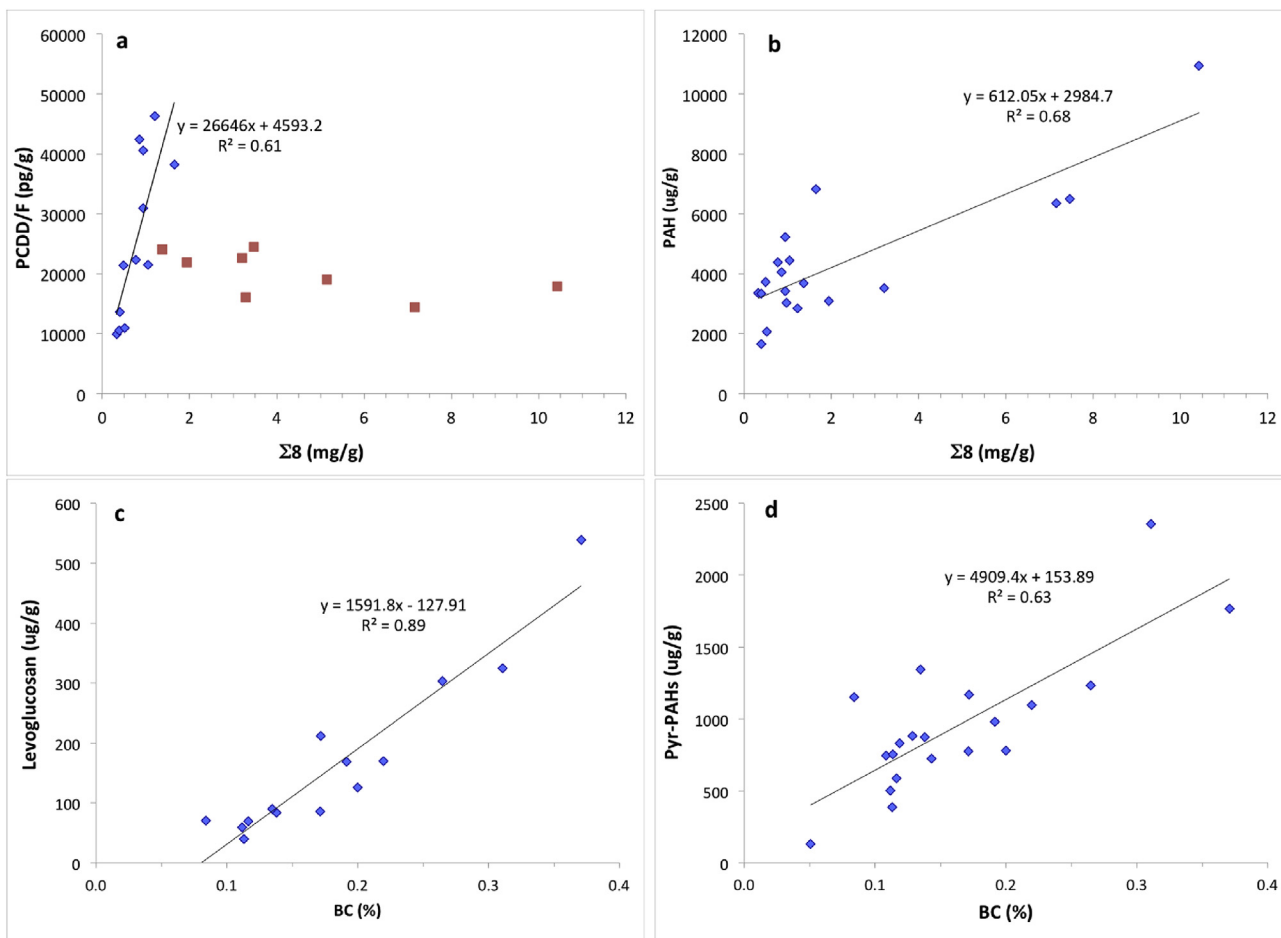 a
60000
50000
40000
30000
20000
10000
0
PCDD/F (pg/g)
y = 26646x + 4593.2
R² = 0.61
0 2 4 6 8 10 12
Σ8 (mg/g)
b
12000
10000
8000
6000
4000
2000
0
PAH (ug/g)
y = 612.05x + 2984.7
R² = 0.68
0 2 4 6 8 10 12
Σ8 (mg/g)
c
600
500
400
300
200
100
0
Levoglucosan (ug/g)
y = 1591.8x - 127.91
R² = 0.89
0.0 0.1 0.2 0.3 0.4
BC (%)
d
2500
2000
1500
1000
500
0
Pyr-PAHs (ug/g)
y = 4909.4x + 153.89
R² = 0.63
0.0 0.1 0.2 0.3 0.4
BC (%)